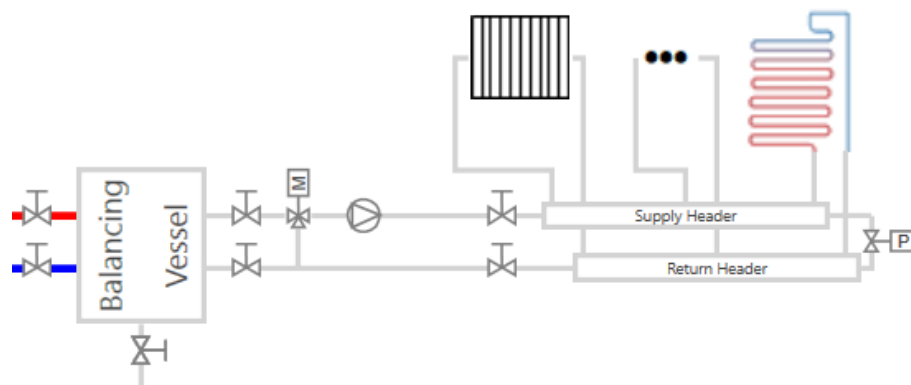 Balancing
Vessel
M
Supply Header
Return Header
P